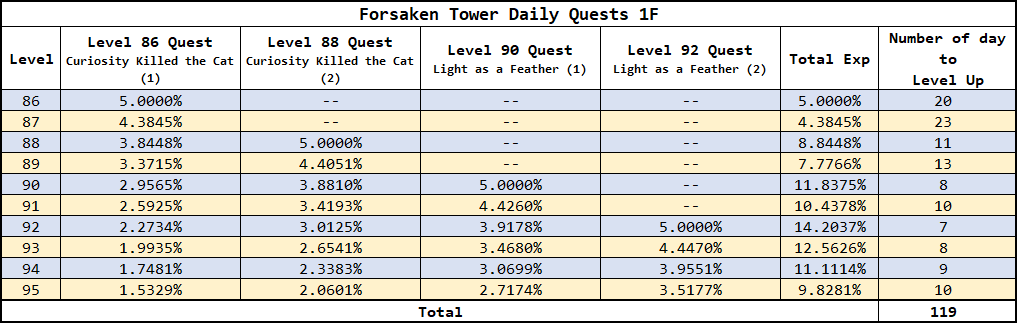 Forsaken Tower Daily Quests 1F
Level | Level 86 Quest Curiosity Killed the Cat (1) | Level 88 Quest Curiosity Killed the Cat (2) | Level 90 Quest Light as a Feather (1) | Level 92 Quest Light as a Feather (2) | Total Exp | Number of day to Level Up
86 | 5.0000% | -- | -- | -- | 5.0000% | 20
87 | 4.3845% | -- | -- | -- | 4.3845% | 23
88 | 3.8448% | 5.0000% | -- | -- | 8.8448% | 11
89 | 3.3715% | 4.4051% | -- | -- | 7.7766% | 13
90 | 2.9565% | 3.8810% | 5.0000% | -- | 11.8375% | 8
91 | 2.5925% | 3.4193% | 4.4260% | -- | 10.4378% | 10
92 | 2.2734% | 3.0125% | 3.9178% | 5.0000% | 14.2037% | 7
93 | 1.9935% | 2.6541% | 3.4680% | 4.4470% | 12.5626% | 8
94 | 1.7481% | 2.3383% | 3.0699% | 3.9551% | 11.1114% | 9
95 | 1.5329% | 2.0601% | 2.7174% | 3.5177% | 9.8281% | 10
Total | 119